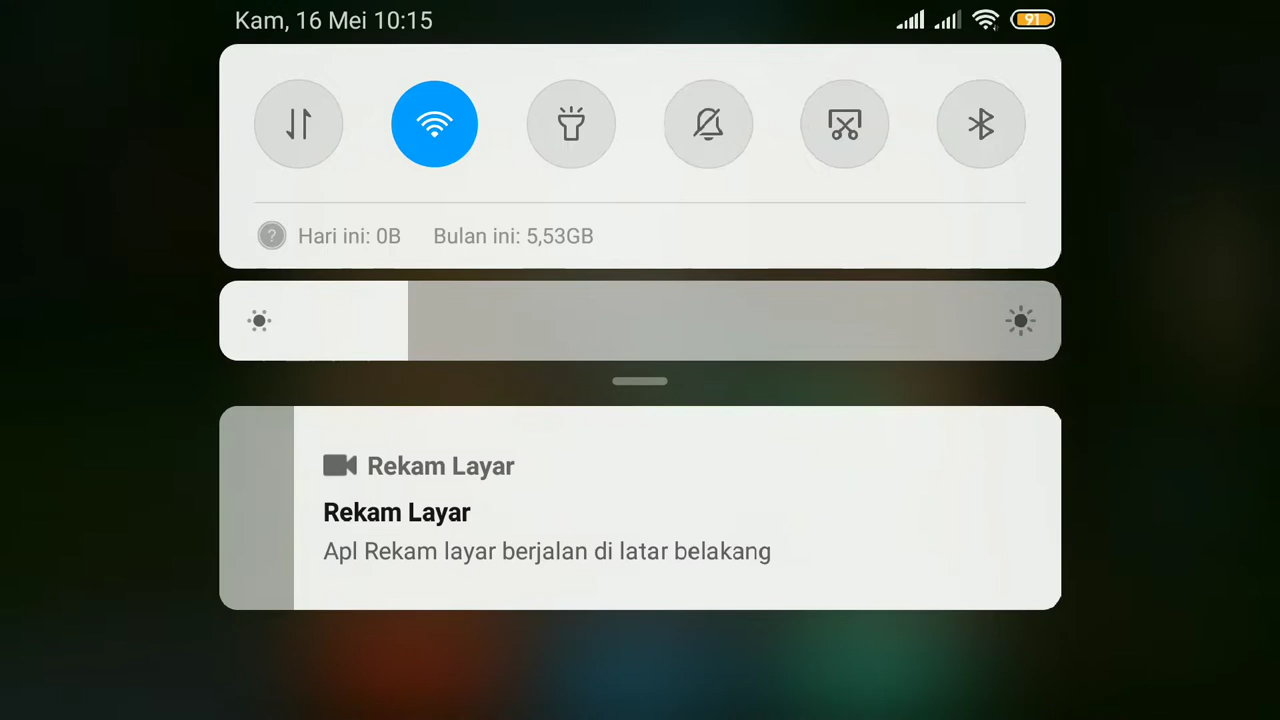 Kam, 16 Mei 10:15 91
Hari ini: 0B Bulan ini: 5,53GB
Rekam Layar
Rekam Layar
Apl Rekam layar berjalan di latar belakang